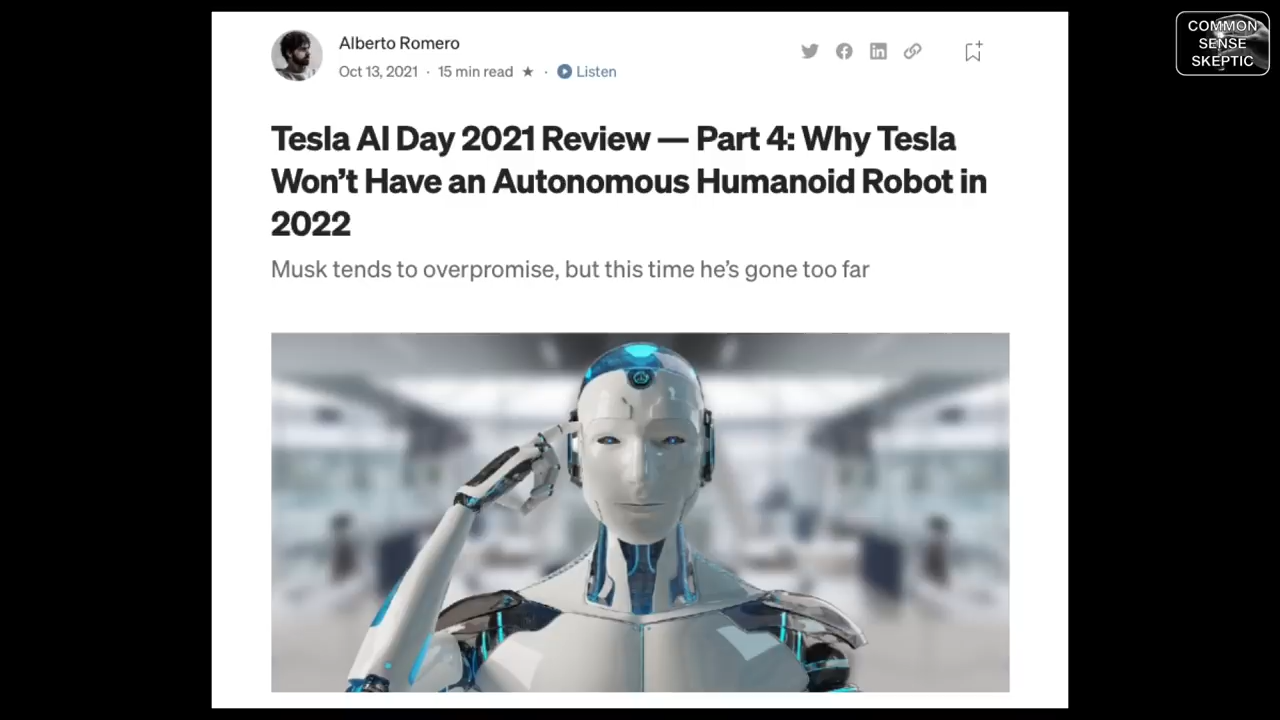 Alberto Romero
Oct 13, 2021 · 15 min read ★ · Listen
COMMON
SENSE
SKEPTIC
Tesla AI Day 2021 Review — Part 4: Why Tesla
Won’t Have an Autonomous Humanoid Robot in
2022
Musk tends to overpromise, but this time he’s gone too far